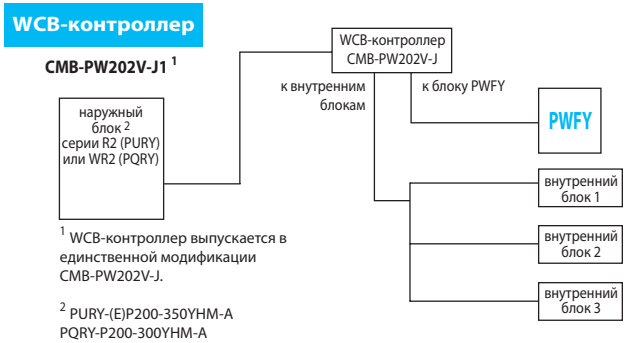 WCB-контроллер
CMB-PW202V-J1 ¹
наружный
блок ²
серии R2 (PURY)
или WR2 (PQRY)
WCB-контроллер
CMB-PW202V-J
к внутренним
блокам
к блоку PWFY
PWFY
внутренний
блок 1
внутренний
блок 2
внутренний
блок 3
¹ WCB-контроллер выпускается в
единственной модификации
CMB-PW202V-J.
² PURY-(E)P200-350YHM-A
PQRY-P200-300YHM-A